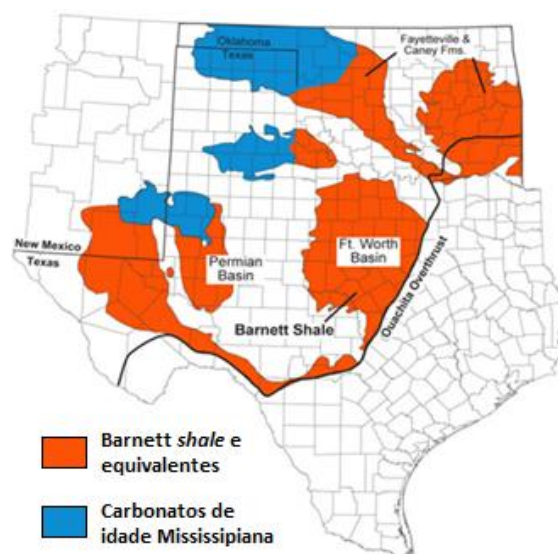 Oklahoma
Texas
Fayetteville &
Caney Fms.
New Mexico
Texas
Permian
Basin
Ft. Worth
Basin
Barnett Shale
Ouachita Overthrust
Barnett shale e
equivalentes
Carbonatos de
idade Mississipiana